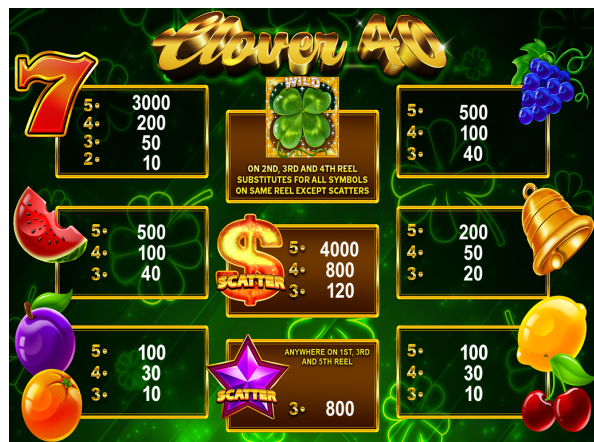 Clover 40
5- 3000
4- 200
3- 50
2- 10
WILD
ON 2ND, 3RD AND 4TH REEL
SUBSTITUTES FOR ALL SYMBOLS
ON SAME REEL EXCEPT SCATTERS
5- 500
4- 100
3- 40
5- 500
4- 100
3- 40
SCATTER
5- 4000
4- 800
3- 120
5- 200
4- 50
3- 20
5- 100
4- 30
3- 10
ANYWHERE ON 1ST, 3RD
AND 5TH REEL
SCATTER
3- 800
5- 100
4- 30
3- 10